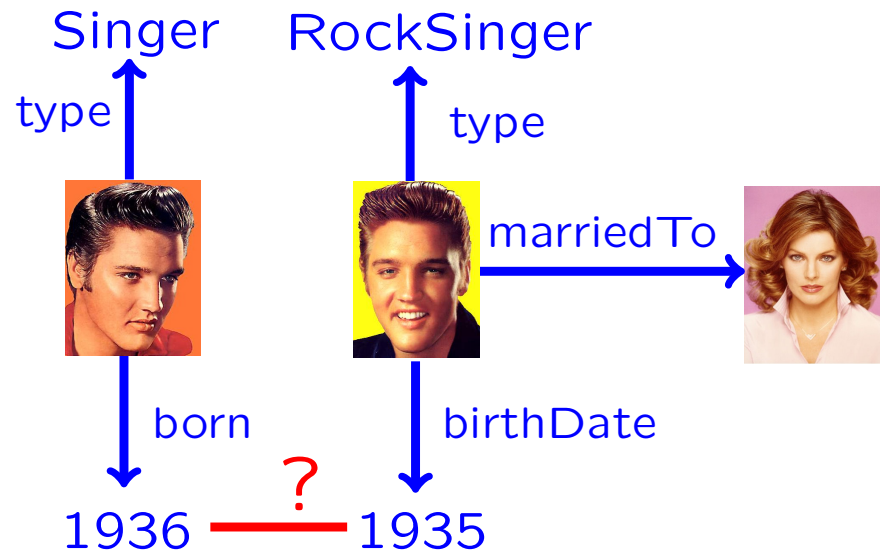 Singer RockSinger
type type
marriedTo
born birthDate
?
1936 1935